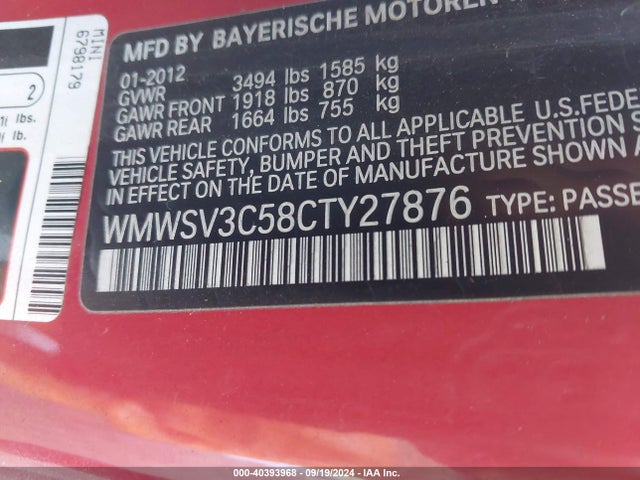 MINI
6798179
2
lbs.
lbs.
MFD BY BAYERISCHE MOTOREN
01-2012
GVWR 3494 lbs 1585 kg
GAWR FRONT 1918 lbs 870 kg
GAWR REAR 1664 lbs 755 kg
THIS VEHICLE CONFORMS TO ALL APPLICABLE U.S.FEDE
VEHICLE SAFETY, BUMPER AND THEFT PREVENTION S
IN EFFECT ON THE DATE OF MANUFACTURE SHOWN A
WMWSV3C58CTY27876 TYPE: PASSE
000-40393968 - 09/19/2024 - IAA Inc.